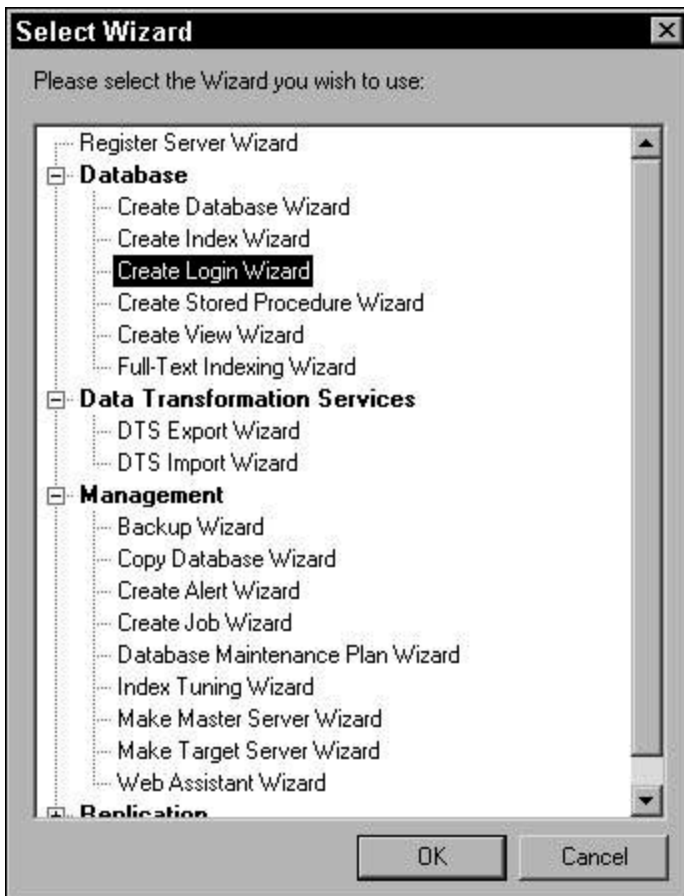 Select Wizard
Please select the Wizard you wish to use:
Register Server Wizard
Database
Create Database Wizard
Create Index Wizard
Create Login Wizard
Create Stored Procedure Wizard
Create View Wizard
Full-Text Indexing Wizard
Data Transformation Services
DTS Export Wizard
DTS Import Wizard
Management
Backup Wizard
Copy Database Wizard
Create Alert Wizard
Create Job Wizard
Database Maintenance Plan Wizard
Index Tuning Wizard
Make Master Server Wizard
Make Target Server Wizard
Web Assistant Wizard
Replication
OK Cancel